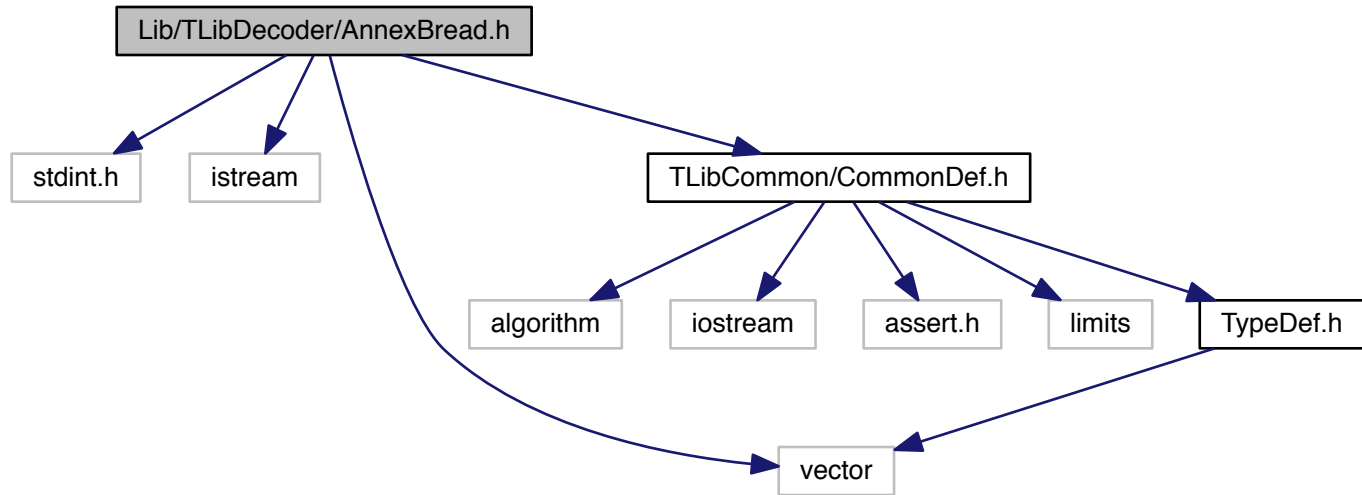 Lib/TLibDecoder/AnnexBread.h
stdint.h
istream
TLibCommon/CommonDef.h
algorithm
iostream
assert.h
limits
TypeDef.h
vector